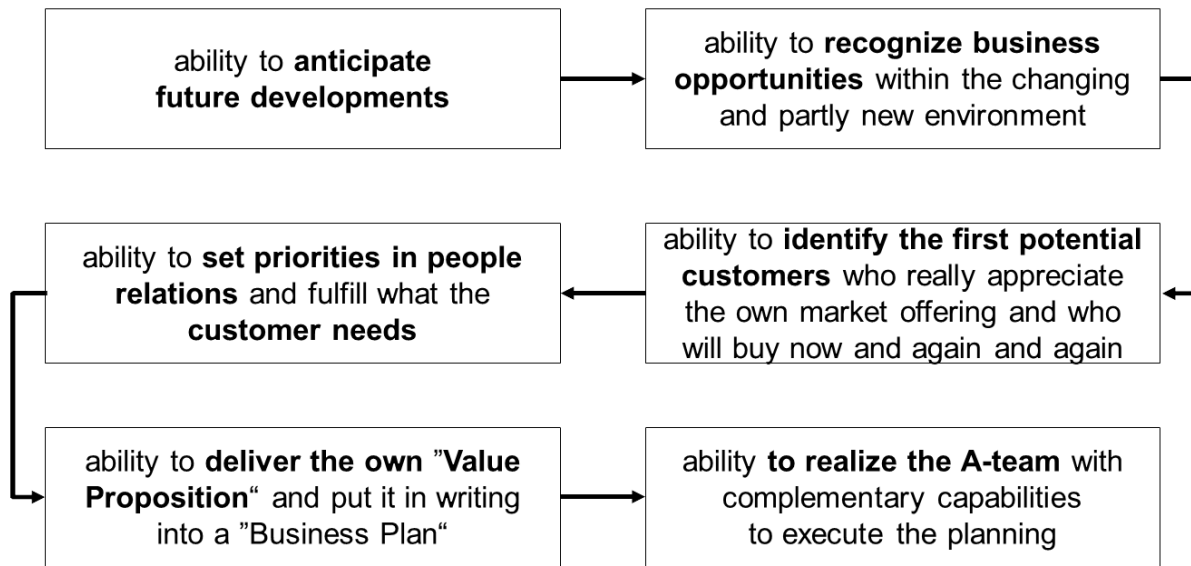 ability to anticipate
future developments
ability to recognize business
opportunities within the changing
and partly new environment
ability to identify the first potential
customers who really appreciate
the own market offering and who
will buy now and again and again
ability to set priorities in people
relations and fulfill what the
customer needs
ability to deliver the own ”Value
Proposition“ and put it in writing
into a ”Business Plan“
ability to realize the A-team with
complementary capabilities
to execute the planning